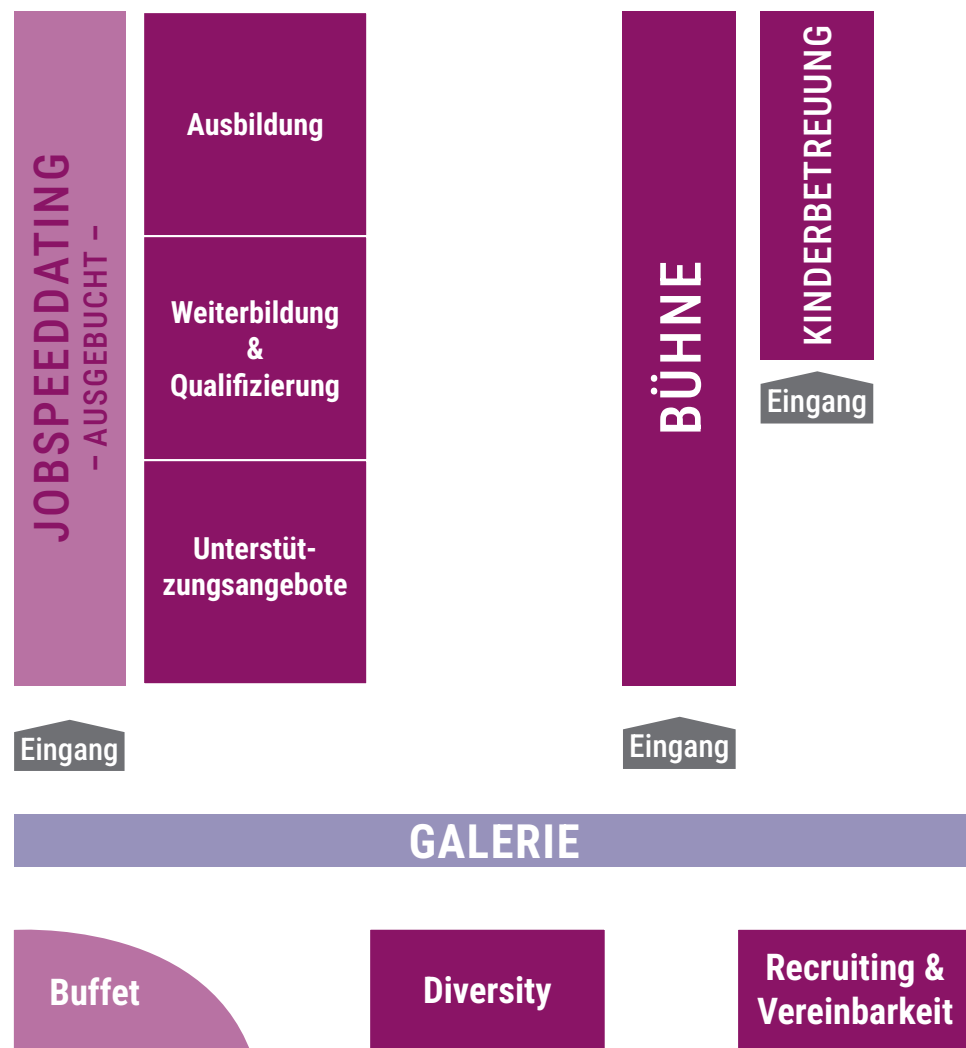 JOBSPEEDDATING
– AUSGEBUCHT –
Eingang
Ausbildung
Weiterbildung
&
Qualifizierung
Unterstüt-
zungsangebote
BÜHNE
Eingang
KINDERBETREUUNG
Eingang
GALERIE
Buffet
Diversity
Recruiting &
Vereinbarkeit